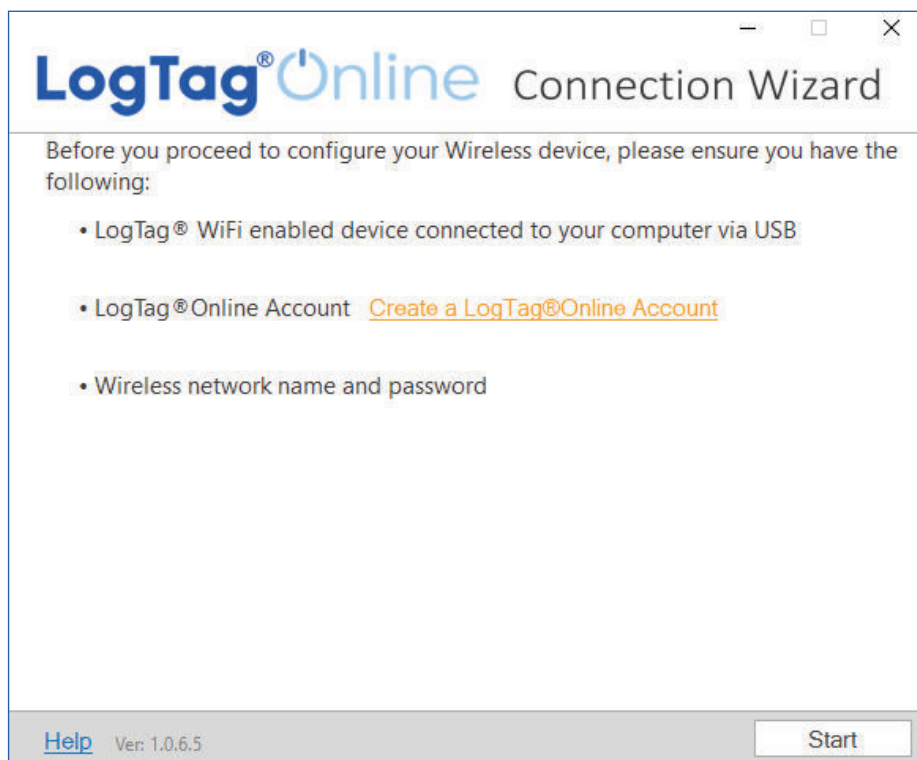 LogTag® Online Connection Wizard
Before you proceed to configure your Wireless device, please ensure you have the
following:
• LogTag® WiFi enabled device connected to your computer via USB
• LogTag®Online Account Create a LogTag®Online Account
• Wireless network name and password
Help Ver: 1.0.6.5 Start